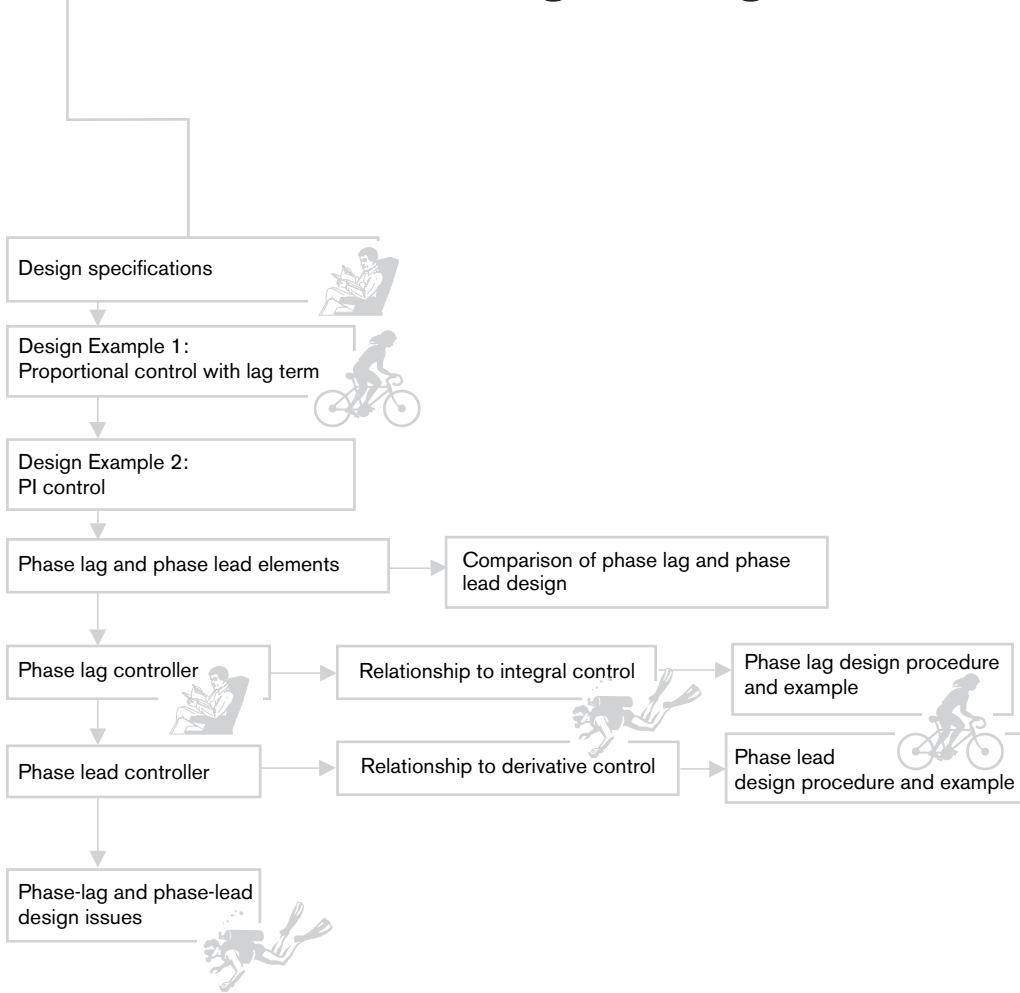 Design specifications
Design Example 1:
Proportional control with lag term
Design Example 2:
PI control
Phase lag and phase lead elements
Comparison of phase lag and phase
lead design
Phase lag controller
Relationship to integral control
Phase lag design procedure
and example
Phase lead controller
Relationship to derivative control
Phase lead
design procedure and example
Phase-lag and phase-lead
design issues